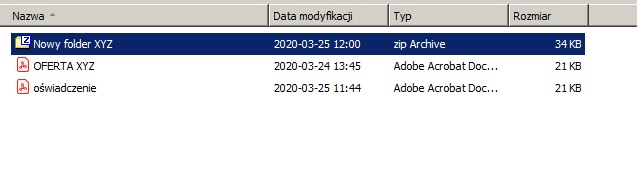 Nazwa Data modyfikacji Typ Rozmiar
Nowy folder XYZ 2020-03-25 12:00 zip Archive 34 KB
OFERTA XYZ 2020-03-24 13:45 Adobe Acrobat Doc... 21 KB
oświadczenie 2020-03-25 11:44 Adobe Acrobat Doc... 21 KB